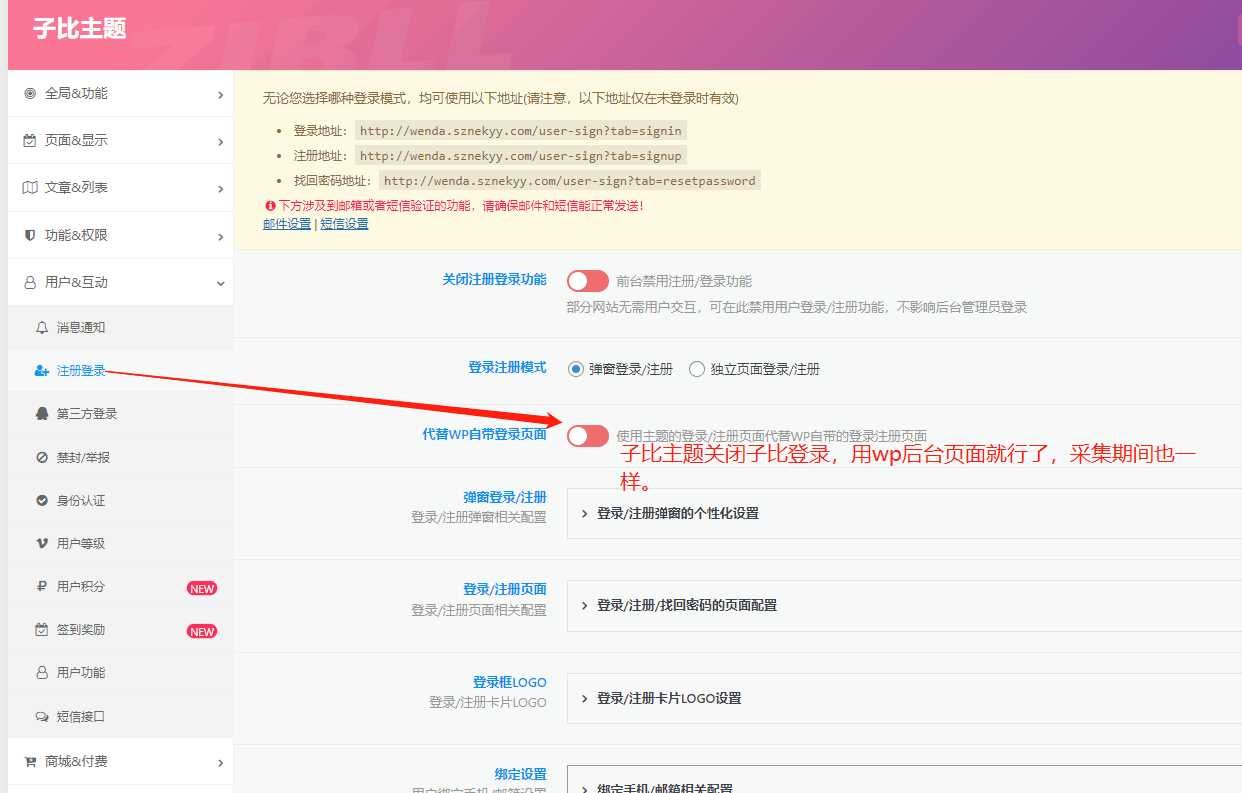 子比主题
ZIBLL
全局&功能
页面&显示
文章&列表
功能&权限
用户&互动
消息通知
注册登录
第三方登录
禁封/举报
身份认证
用户等级
用户积分 NEW
签到奖励 NEW
用户功能
短信接口
商城&付费
无论您选择哪种登录模式，均可使用以下地址(请注意，以下地址仅在未登录时有效)
登录地址： http://wenda.sznekyy.com/user-sign?tab=signin
注册地址： http://wenda.sznekyy.com/user-sign?tab=signup
找回密码地址： http://wenda.sznekyy.com/user-sign?tab=resetpassword
下方涉及到邮箱或者短信验证的功能，请确保邮件和短信能正常发送！
邮件设置 | 短信设置
关闭注册登录功能 前台禁用注册/登录功能
部分网站无需用户交互，可在此禁用用户登录/注册功能，不影响后台管理员登录
登录注册模式 弹窗登录/注册 独立页面登录/注册
代替WP自带登录页面 使用主题的登录/注册页面代替WP自带的登录注册页面
子比主题关闭子比登录，用wp后台页面就行了，采集期间也一
样。
弹窗登录/注册
登录/注册弹窗相关配置
登录/注册弹窗的个性化设置
登录/注册页面
登录/注册页面相关配置
登录/注册/找回密码的页面配置
登录框LOGO
登录/注册卡片LOGO
登录/注册卡片LOGO设置
绑定设置
用户绑定手机/邮箱设置
绑定手机/邮箱相关配置